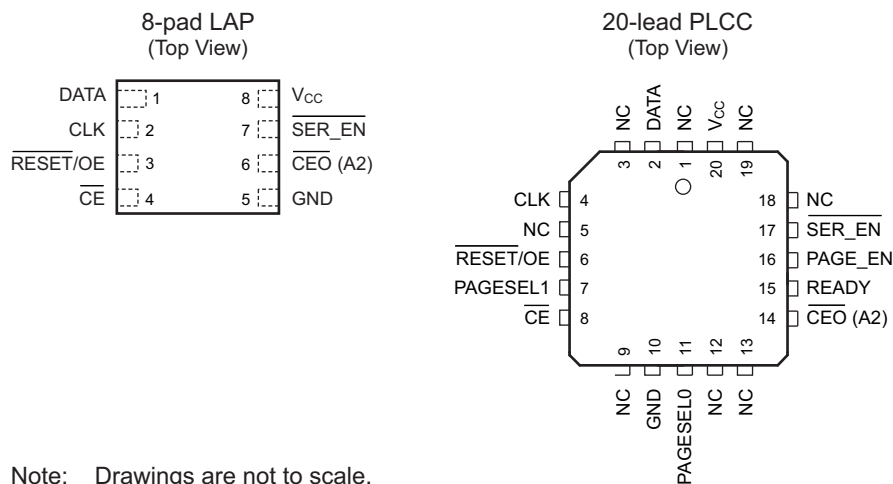 8-pad LAP
(Top View)
DATA 1 8 VCC
CLK 2 7 SER_EN
RESET/OE 3 6 CEO (A2)
CE 4 5 GND
20-lead PLCC
(Top View)
NC DATA NC VCC NC
3 2 1 20 19
CLK 4 18 NC
NC 5 17 SER_EN
RESET/OE 6 16 PAGE_EN
PAGESEL1 7 15 READY
CE 8 14 CEO (A2)
9 10 11 12 13
NC GND PAGESEL0 NC NC
Note: Drawings are not to scale.